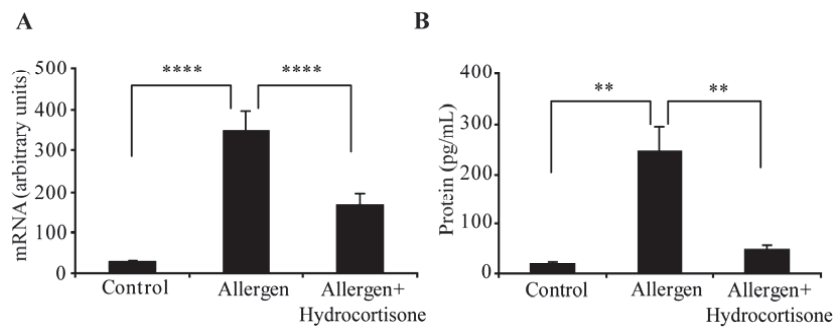 A
mRNA (arbitrary units)
500
400
300
200
100
0
**** ****
Control
Allergen
Allergen+
Hydrocortisone
B
Protein (pg/mL)
400
300
200
100
0
** **
Control
Allergen
Allergen+
Hydrocortisone